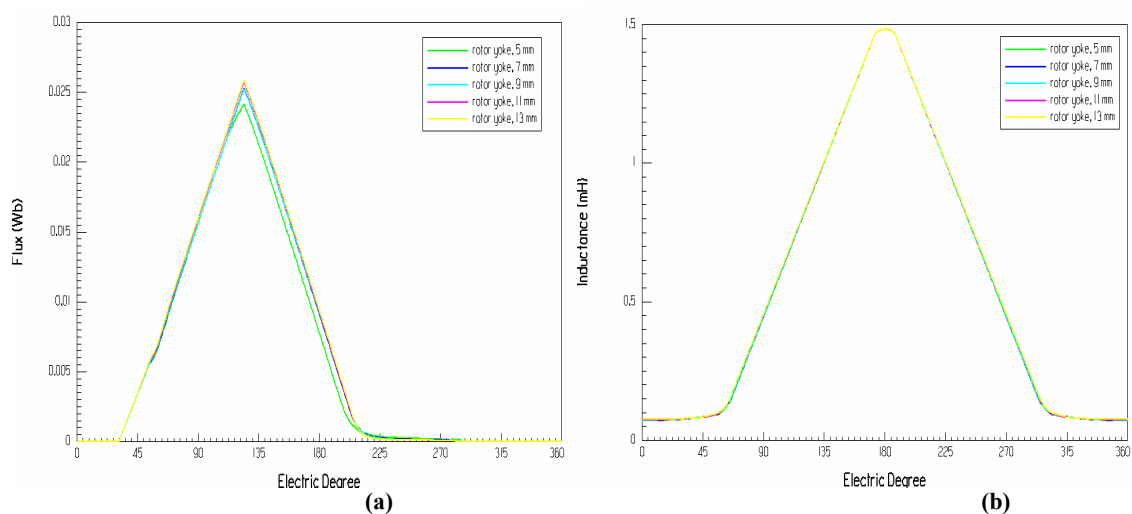 0.03
0.025
0.02
0.015
0.01
0.005
0
Flux (Wb)
rotor yoke, 5 mm
rotor yoke, 7 mm
rotor yoke, 9 mm
rotor yoke, 11 mm
rotor yoke, 13 mm
0 45 90 135 180 225 270 315 360
Electric Degree
(a)
1.5
1
0.5
0
Inductance (mH)
rotor yoke, 5 mm
rotor yoke, 7 mm
rotor yoke, 9 mm
rotor yoke, 11 mm
rotor yoke, 13 mm
0 45 90 135 180 225 270 315 360
Electric Degree
(b)